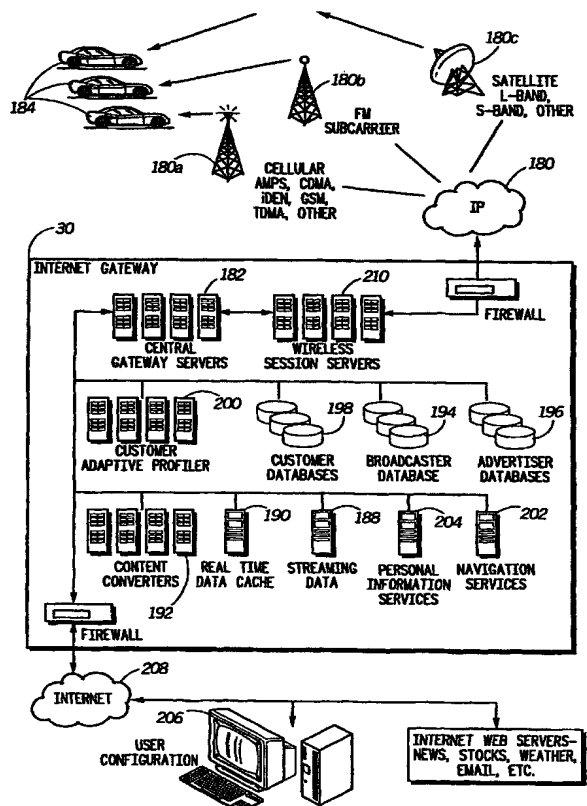 180c
SATELLITE
L-BAND,
S-BAND, OTHER
184
180b
FM
SUBCARRIER
180a
180
CELLULAR
AMPS, CDMA,
iDEN, GSM,
TDMA, OTHER
IP
30
INTERNET GATEWAY
182
210
FIREWALL
CENTRAL
GATEWAY SERVERS
WIRELESS
SESSION SERVERS
200
198
194
196
CUSTOMER
ADAPTIVE PROFILER
CUSTOMER
DATABASES
BROADCASTER
DATABASE
ADVERTISER
DATABASES
190
188
204
202
CONTENT
CONVERTERS
192
REAL TIME
DATA CACHE
STREAMING
DATA
PERSONAL
INFORMATION
SERVICES
NAVIGATION
SERVICES
FIREWALL
208
INTERNET
206
USER
CONFIGURATION
INTERNET WEB SERVERS-
NEWS, STOCKS, WEATHER,
EMAIL, ETC.